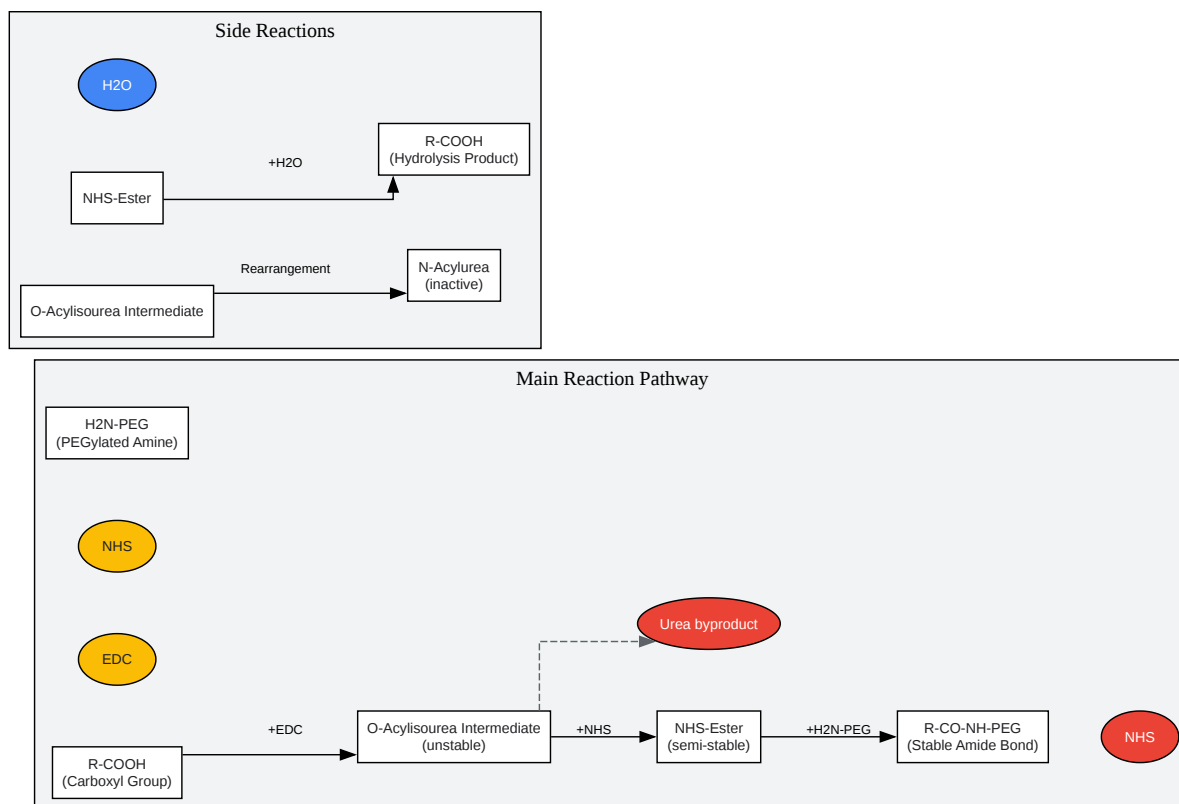 Side Reactions
H2O
R-COOH
(Hydrolysis Product)
+H2O
NHS-Ester
N-Acylurea
(inactive)
Rearrangement
O-Acylisourea Intermediate
Main Reaction Pathway
H2N-PEG
(PEGylated Amine)
NHS
Urea byproduct
EDC
+EDC
O-Acylisourea Intermediate
(unstable)
+NHS
NHS-Ester
(semi-stable)
+H2N-PEG
R-CO-NH-PEG
(Stable Amide Bond)
NHS
R-COOH
(Carboxyl Group)